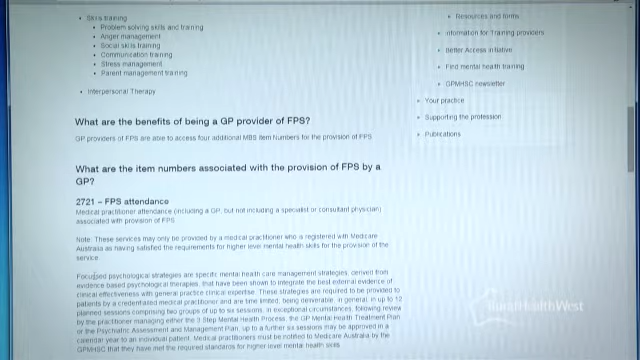 Skills training
Problem solving skills and training
Anger management
Social skills training
Communication training
Stress management
Parent management training
Interpersonal Therapy
What are the benefits of being a GP provider of FPS?
GP providers of FPS are able to access four additional MBS Item Numbers for the provision of FPS
What are the item numbers associated with the provision of FPS by a
GP?
2721 - FPS attendance
Medical practitioner attendance (including a GP, but not including a specialist or consultant physician)
associated with provision of FPS
Note: These services may only be provided by a medical practitioner who is registered with Medicare
Australia as having satisfied the requirements for higher level mental health skills for the provision of the
service
Focussed psychological strategies are specific mental health care management strategies, derived from
evidence based psychological therapies, that have been shown to integrate the best external evidence of
clinical effectiveness with general practice clinical expertise. These strategies are required to be provided to
patients by a credentialed medical practitioner and are time limited, being deliverable, in general, in up to 12
planned sessions comprising two groups of up to six sessions. In exceptional circumstances, following review
by the practitioner managing either the 3 Step Mental Health Process, the GP Mental Health Treatment Plan
or the Psychiatric Assessment and Management Plan, up to a further six sessions may be approved in a
calendar year to an individual patient. Medical practitioners must be notified to Medicare Australia by the
GPMHSC that they have met the required standards for higher level mental health skills
Resources and forms
Information for Training providers
Better Access Initiative
Find mental health training
GPMHSC newsletter
Your practice
Supporting the profession
Publications
RuralHealthWest